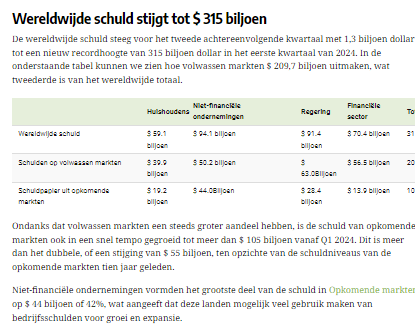 Wereldwijde schuld stijgt tot $ 315 biljoen
De wereldwijde schuld steeg voor het tweede achtereenvolgende kwartaal met 1,3 biljoen dollar
tot een nieuw recordhoogte van 315 biljoen dollar in het eerste kwartaal van 2024. In de
onderstaande tabel kunnen we zien hoe volwassen markten $ 209,7 biljoen uitmaken, wat
tweederde is van het wereldwijde totaal.
Huishoudens Niet-financiële ondernemingen Regering Financiële sector To
Wereldwijde schuld $ 59.1 biljoen $ 94.1 biljoen $ 91.4 biljoen $ 70.4 biljoen 31
Schulden op volwassen markten $ 39.9 biljoen $ 50.2 biljoen $ 63.0Biljoen $ 56.5 biljoen 20
Schuldpapier uit opkomende markten $ 19.2 biljoen $ 44.0Biljoen $ 28.4 biljoen $ 13.9 biljoen 10
Ondanks dat volwassen markten een steeds groter aandeel hebben, is de schuld van opkomende
markten ook in een snel tempo gegroeid tot meer dan $ 105 biljoen vanaf Q1 2024. Dit is meer
dan het dubbele, of een stijging van $ 55 biljoen, ten opzichte van de schuldniveaus van de
opkomende markten tien jaar geleden.
Niet-financiële ondernemingen vormden het grootste deel van de schuld in Opkomende markten
op $ 44 biljoen of 42%, wat aangeeft dat deze landen mogelijk veel gebruik maken van
bedrijfsschulden voor groei en expansie.